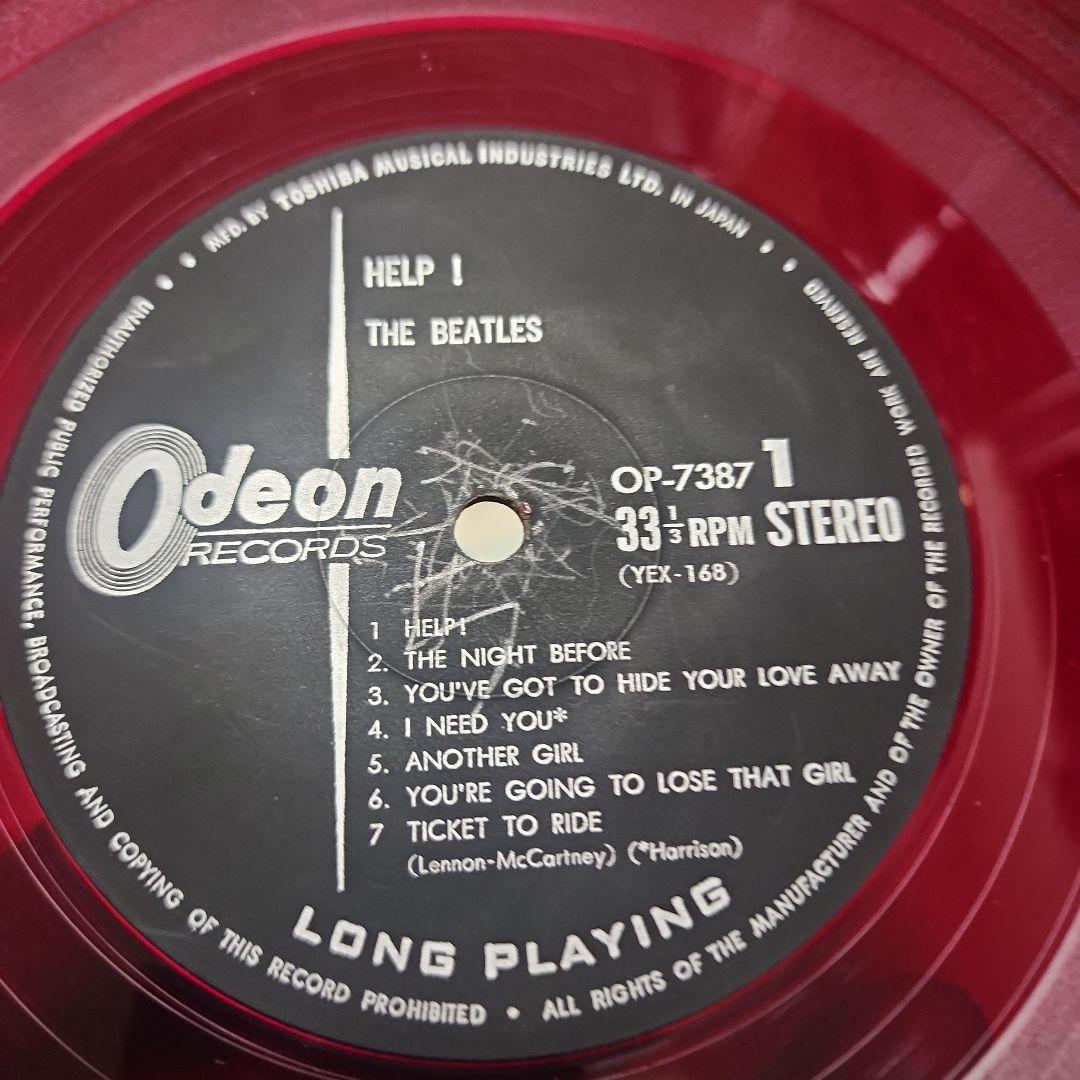 MFD. BY TOSHIBA MUSICAL INDUSTRIES LTD. IN JAPAN
HELP !
THE BEATLES
Odeon
RECORDS
OP-7387 1
33 1/3 RPM STEREO
(YEX-168)
1 HELP!
2. THE NIGHT BEFORE
3. YOU'VE GOT TO HIDE YOUR LOVE AWAY
4. I NEED YOU*
5. ANOTHER GIRL
6. YOU'RE GOING TO LOSE THAT GIRL
7 TICKET TO RIDE
(Lennon-McCartney) (*Harrison)
LONG PLAYING
UNAUTHORIZED PUBLIC PERFORMANCE, BROADCASTING AND COPYING OF THIS RECORD PROHIBITED • ALL RIGHTS OF THE MANUFACTURER AND OF THE OWNER OF THE RECORDED WORK ARE RESERVED